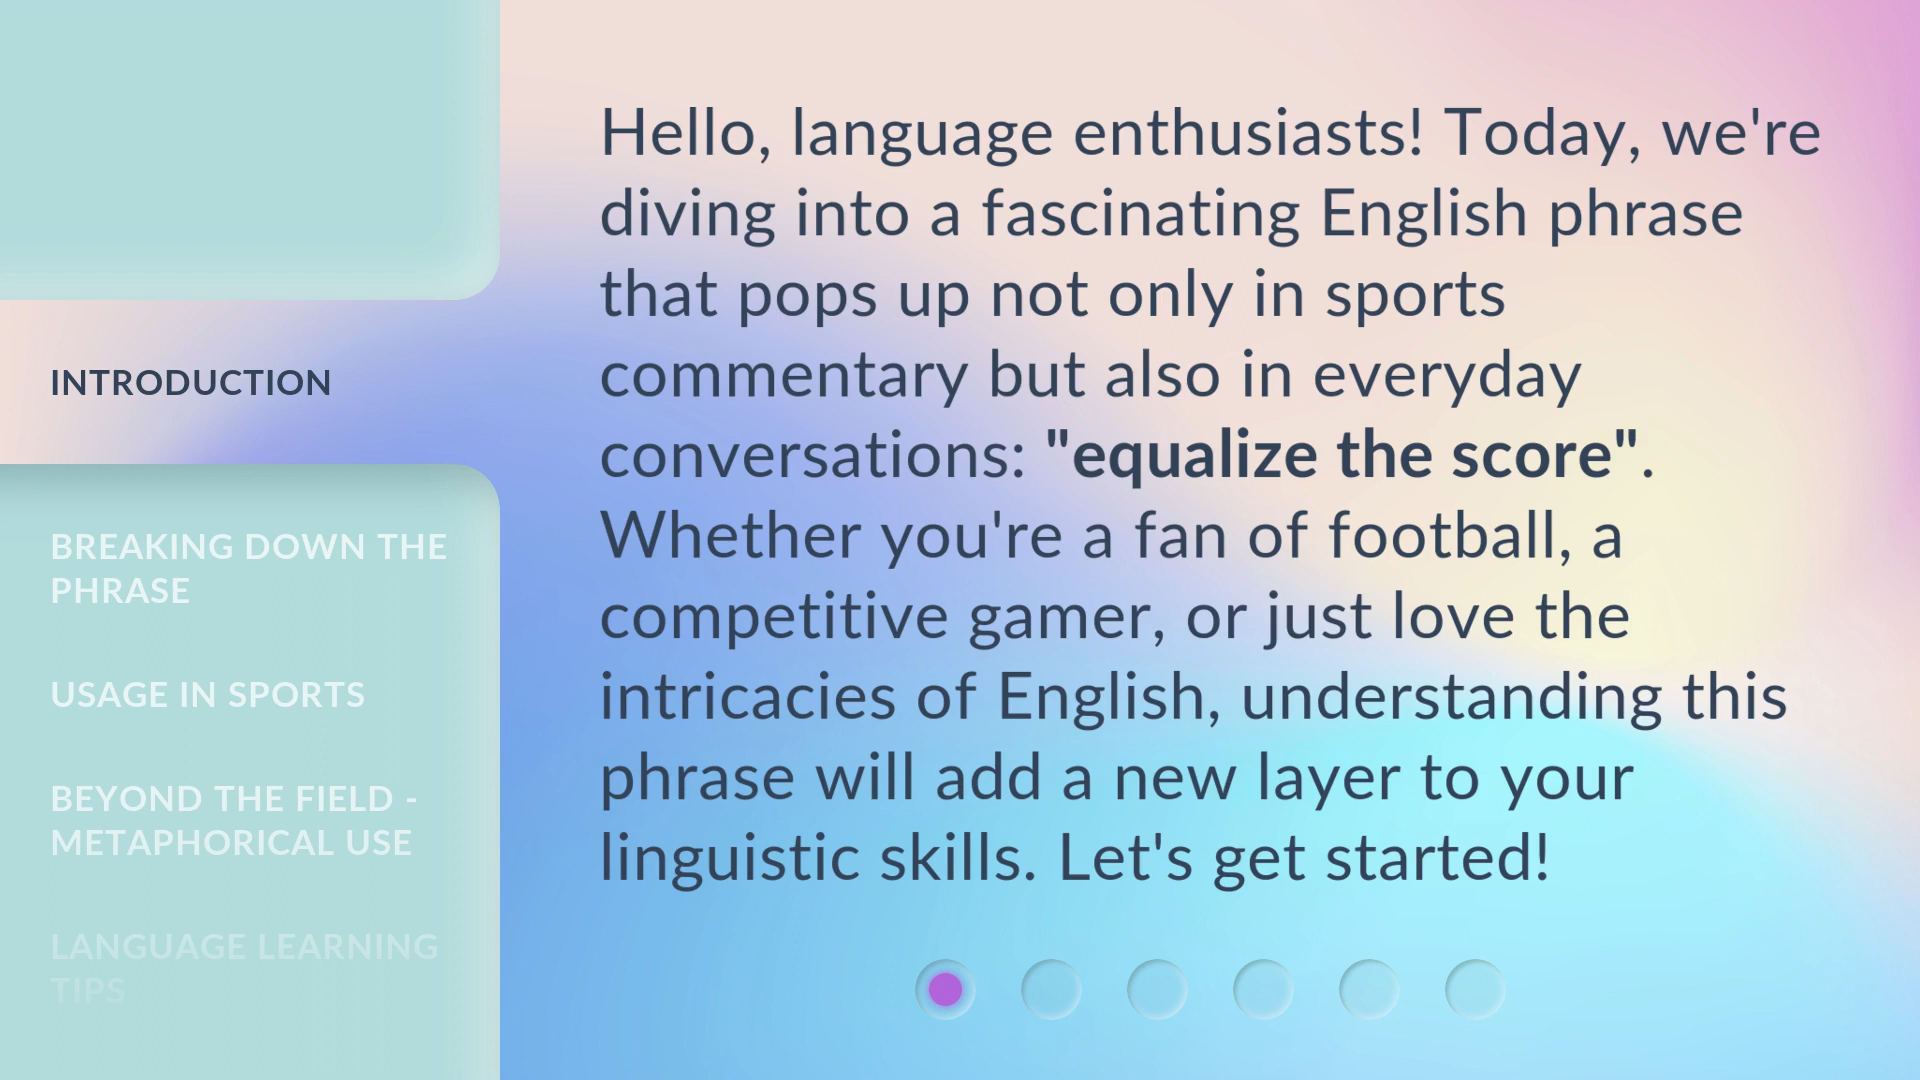 INTRODUCTION
BREAKING DOWN THE
PHRASE
USAGE IN SPORTS
BEYOND THE FIELD -
METAPHORICAL USE
LANGUAGE LEARNING
TIPS
Hello, language enthusiasts! Today, we're
diving into a fascinating English phrase
that pops up not only in sports
commentary but also in everyday
conversations: "equalize the score".
Whether you're a fan of football, a
competitive gamer, or just love the
intricacies of English, understanding this
phrase will add a new layer to your
linguistic skills. Let's get started!